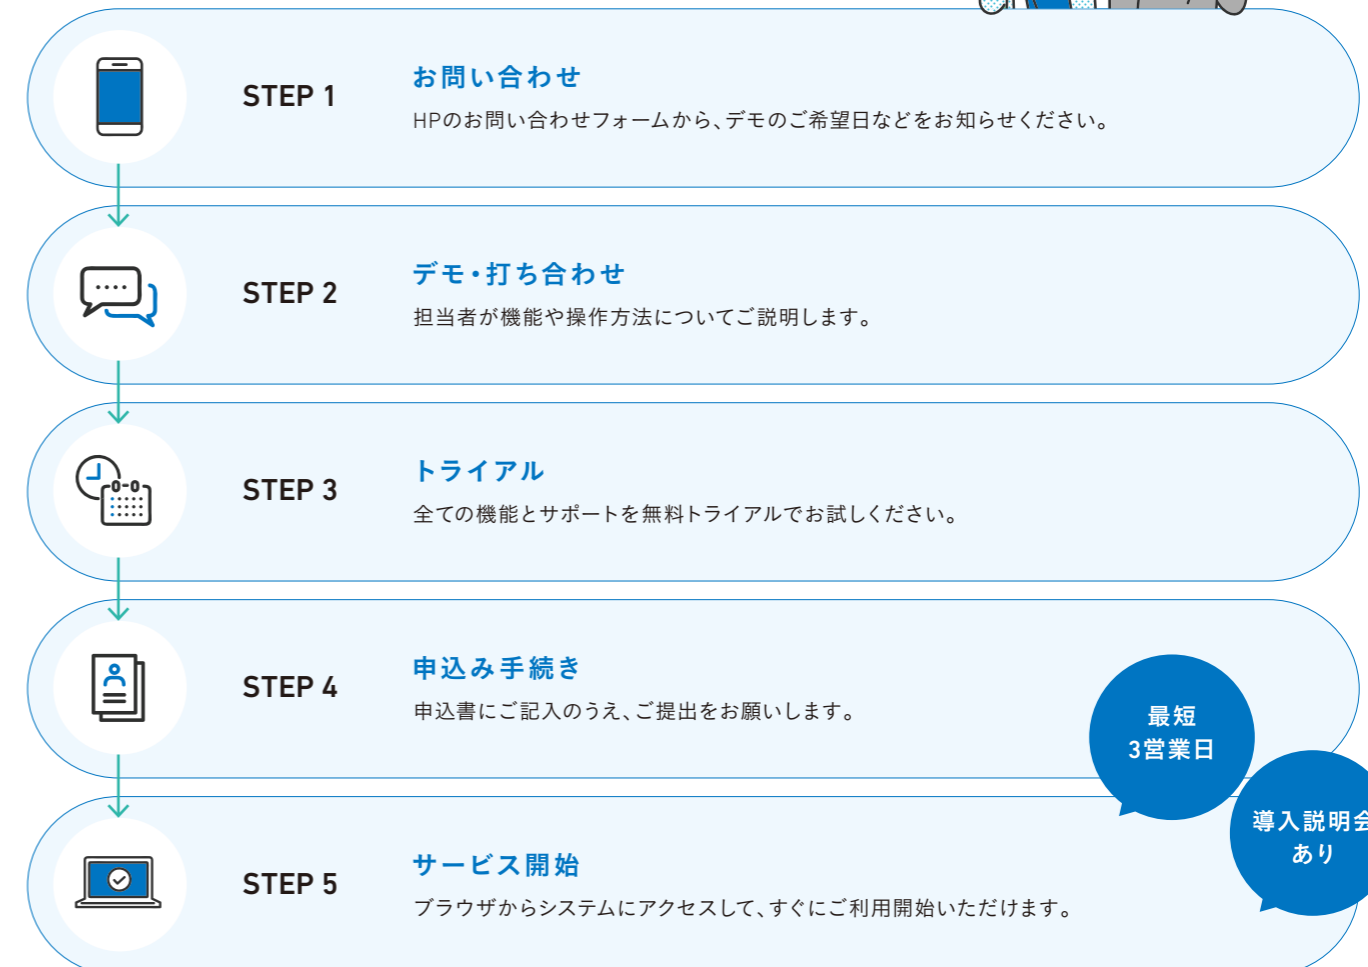 STEP 1
お問い合わせ
HPのお問い合わせフォームから、デモのご希望日などをお知らせください。
STEP 2
デモ・打ち合わせ
担当者が機能や操作方法についてご説明します。
STEP 3
トライアル
全ての機能とサポートを無料トライアルでお試しください。
STEP 4
申込み手続き
申込書にご記入のうえ、ご提出をお願いします。
最短
3営業日
導入説明会
あり
STEP 5
サービス開始
ブラウザからシステムにアクセスして、すぐにご利用開始いただけます。